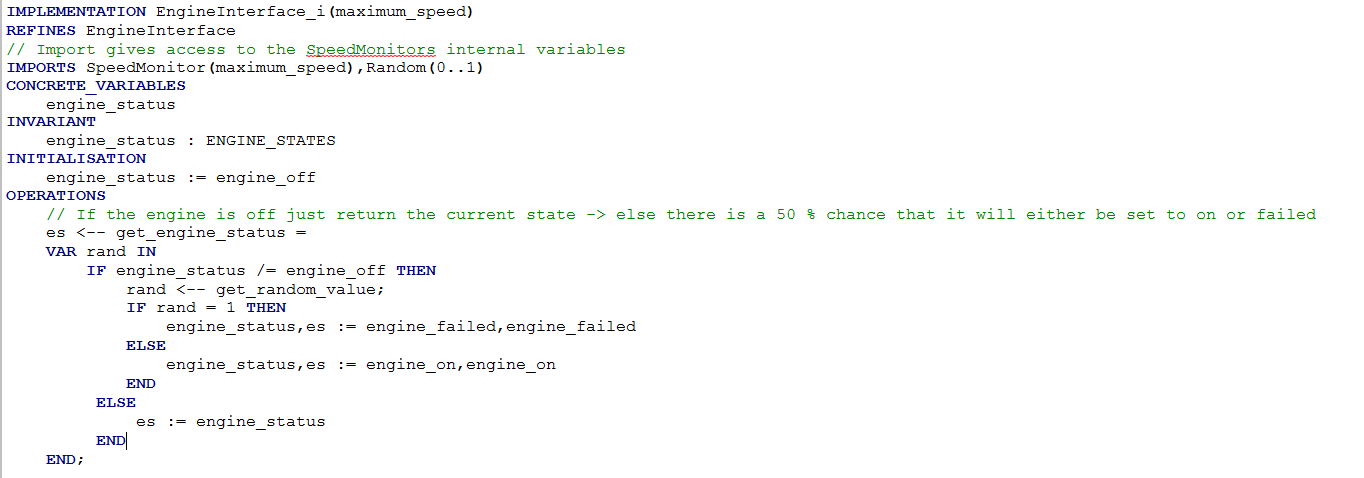 IMPLEMENTATION EngineInterface_i(maximum_speed)
REFINES EngineInterface
// Import gives access to the SpeedMonitors internal variables
IMPORTS SpeedMonitor(maximum_speed),Random(0..1)
CONCRETE_VARIABLES
    engine_status
INVARIANT
    engine_status : ENGINE_STATES
INITIALISATION
    engine_status := engine_off
OPERATIONS
    // If the engine is off just return the current state -> else there is a 50 % chance that it will either be set to on or failed
    es <-- get_engine_status =
    VAR rand IN
        IF engine_status /= engine_off THEN
            rand <-- get_random_value;
            IF rand = 1 THEN
                engine_status,es := engine_failed,engine_failed
            ELSE
                engine_status,es := engine_on,engine_on
            END
         ELSE
             es := engine_status
         END
    END;